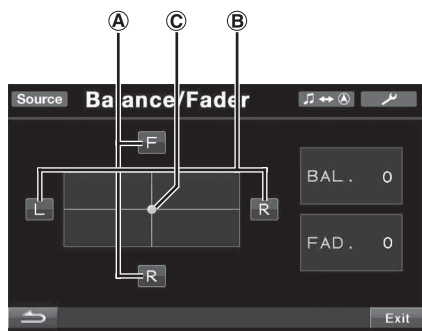 A C B
Source Balance/Fader
F
BAL. 0
L R
FAD. 0
R
Exit